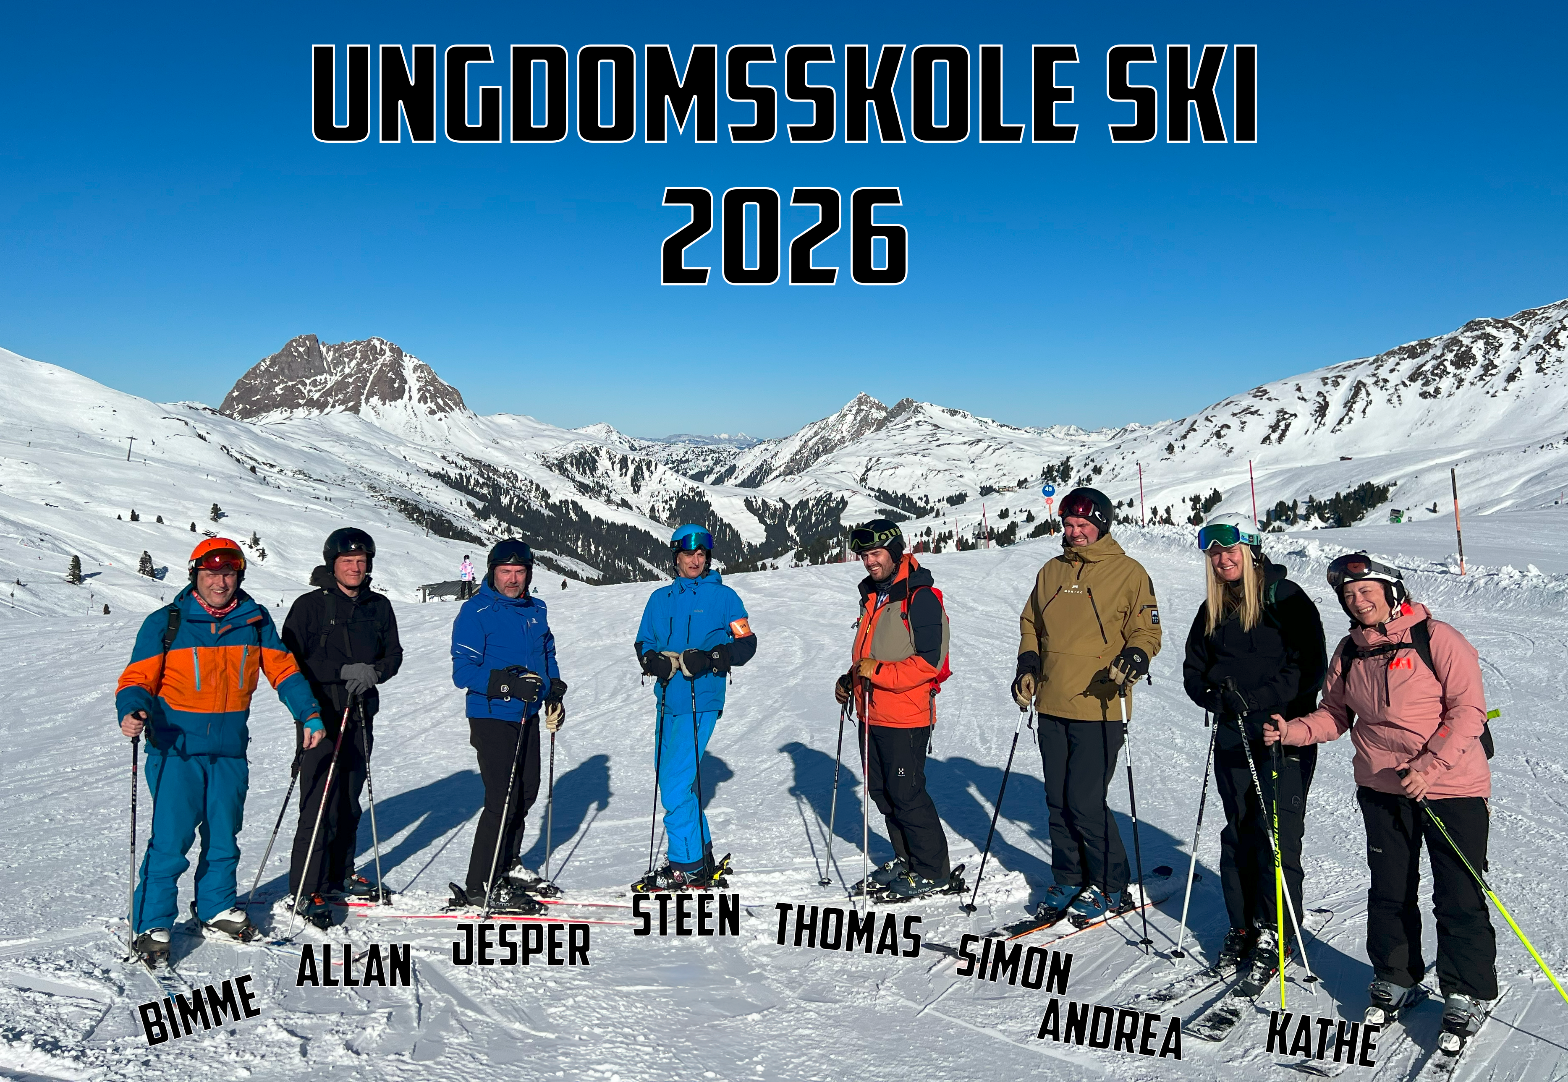 UNGDOMSSKOLE SKI
2026
BIMME
ALLAN
JESPER
STEEN
THOMAS
SIMON
ANDREA
KATHE